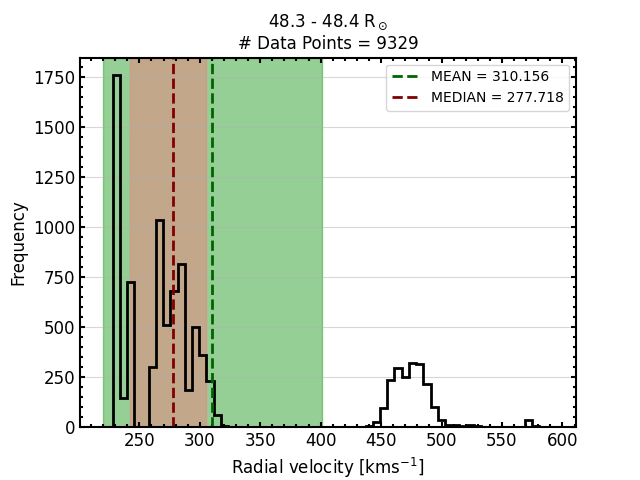 48.3 - 48.4 R⊙
# Data Points = 9329
MEAN = 310.156
MEDIAN = 277.718
Frequency
1750
1500
1250
1000
750
500
250
0
250 300 350 400 450 500 550 600
Radial velocity [kms⁻¹]